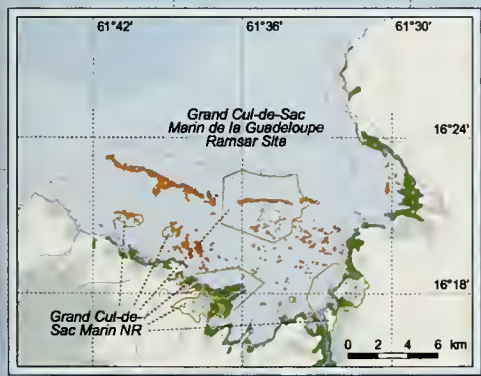 61°42'
61°36'
61°30'
Grand Cul-de-Sac
Marin de la Guadeloupe
Ramsar Site
16°24'
16°18'
Grand Cul-de-
Sac Marin NR
0 2 4 6 km